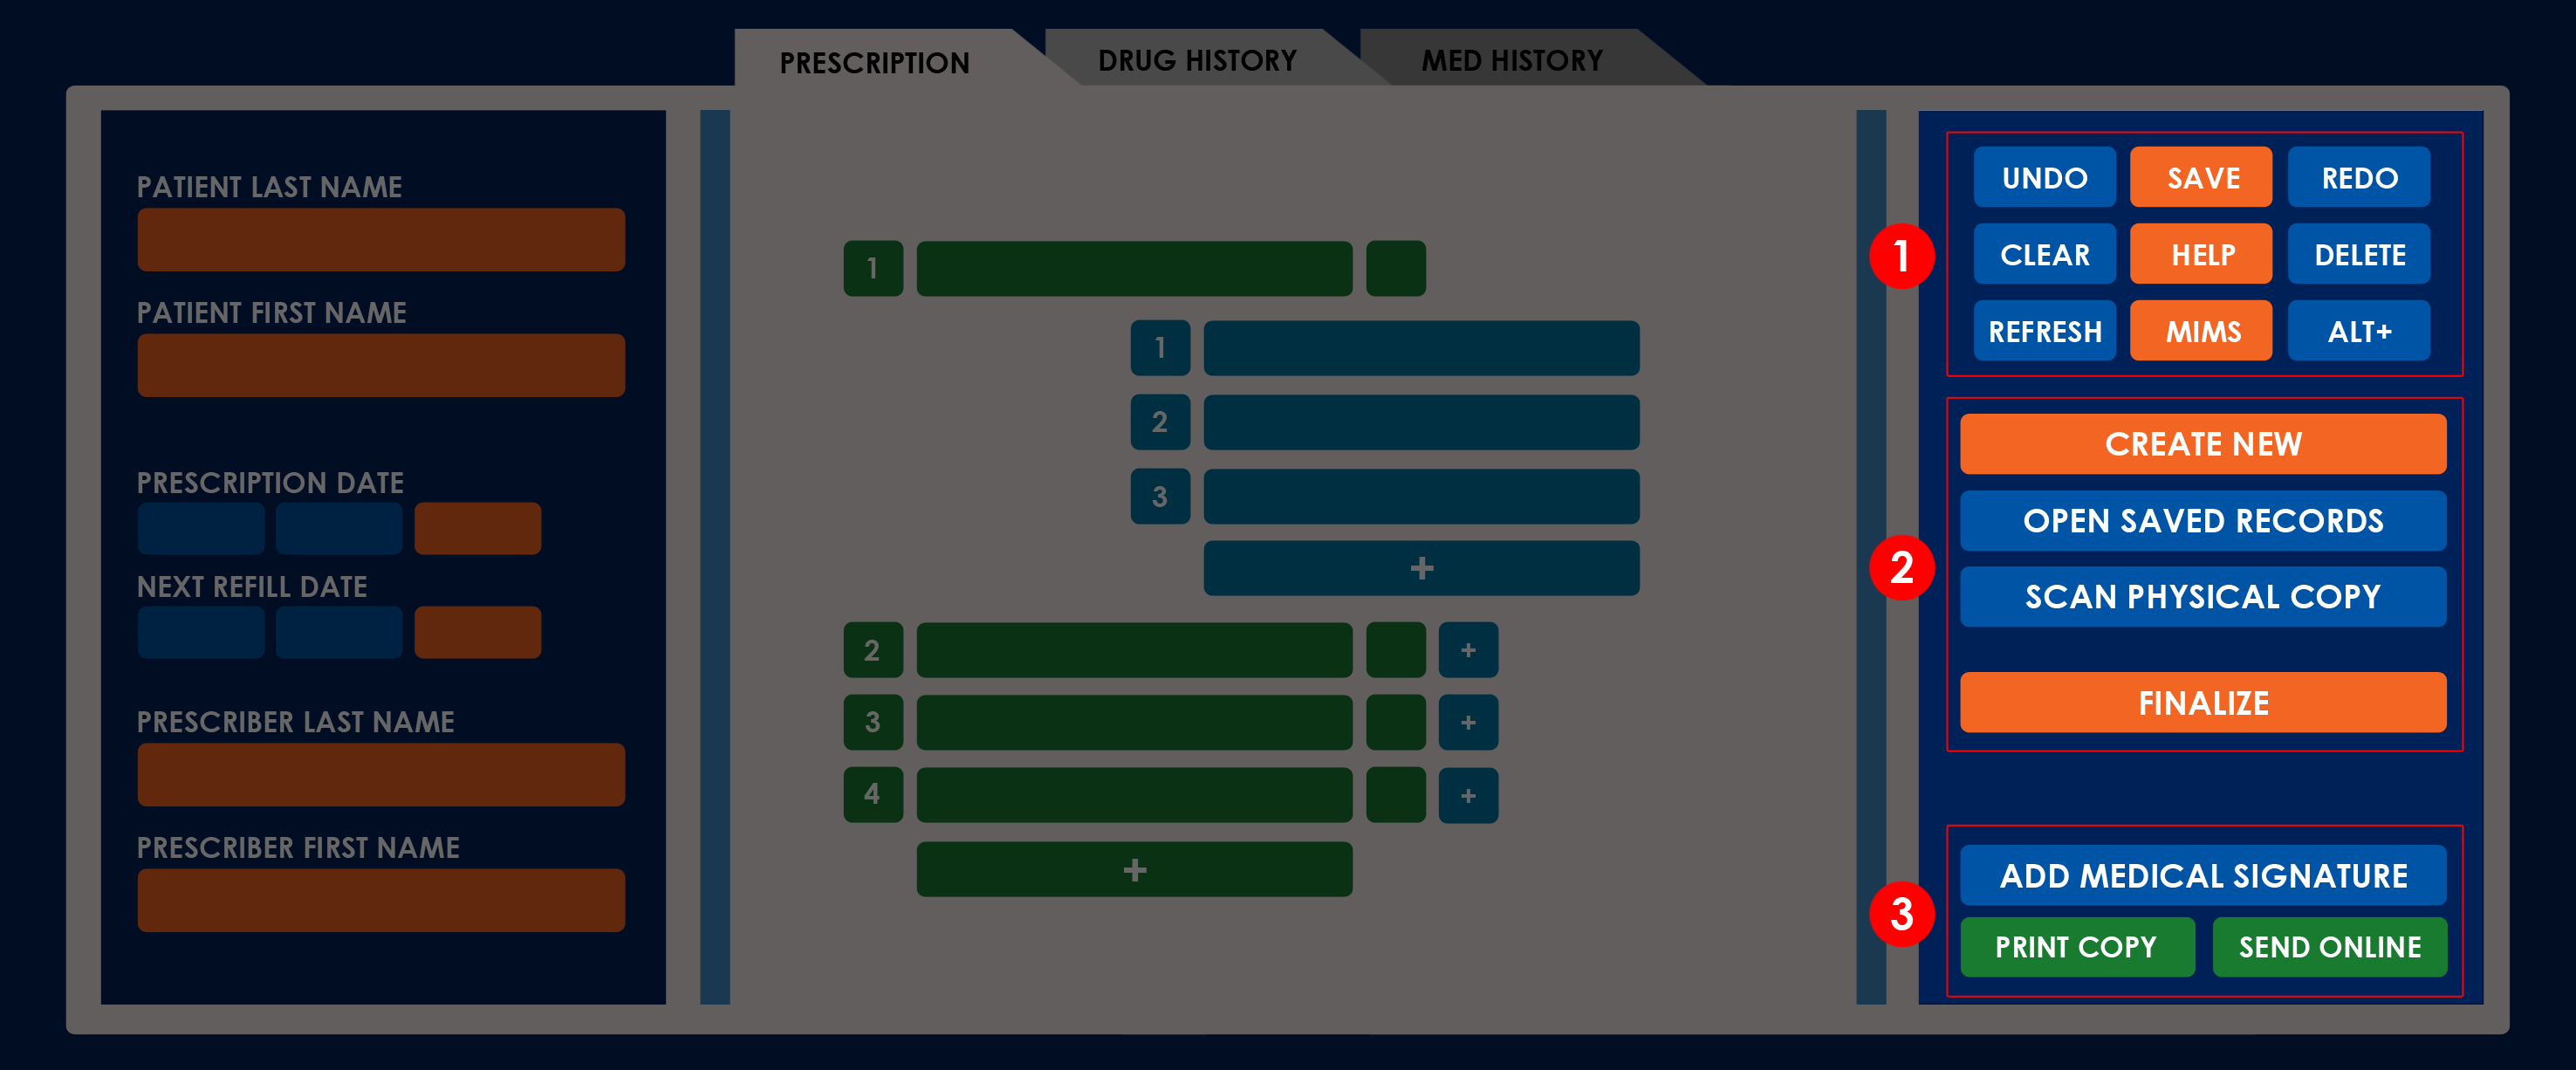 PRESCRIPTION
DRUG HISTORY
MED HISTORY
PATIENT LAST NAME
PATIENT FIRST NAME
PRESCRIPTION DATE
NEXT REFILL DATE
PRESCRIBER LAST NAME
PRESCRIBER FIRST NAME
1
1
2
3
+
2 +
3 +
4 +
+
1
UNDO SAVE REDO
CLEAR HELP DELETE
REFRESH MIMS ALT+
2
CREATE NEW
OPEN SAVED RECORDS
SCAN PHYSICAL COPY
FINALIZE
3
ADD MEDICAL SIGNATURE
PRINT COPY SEND ONLINE